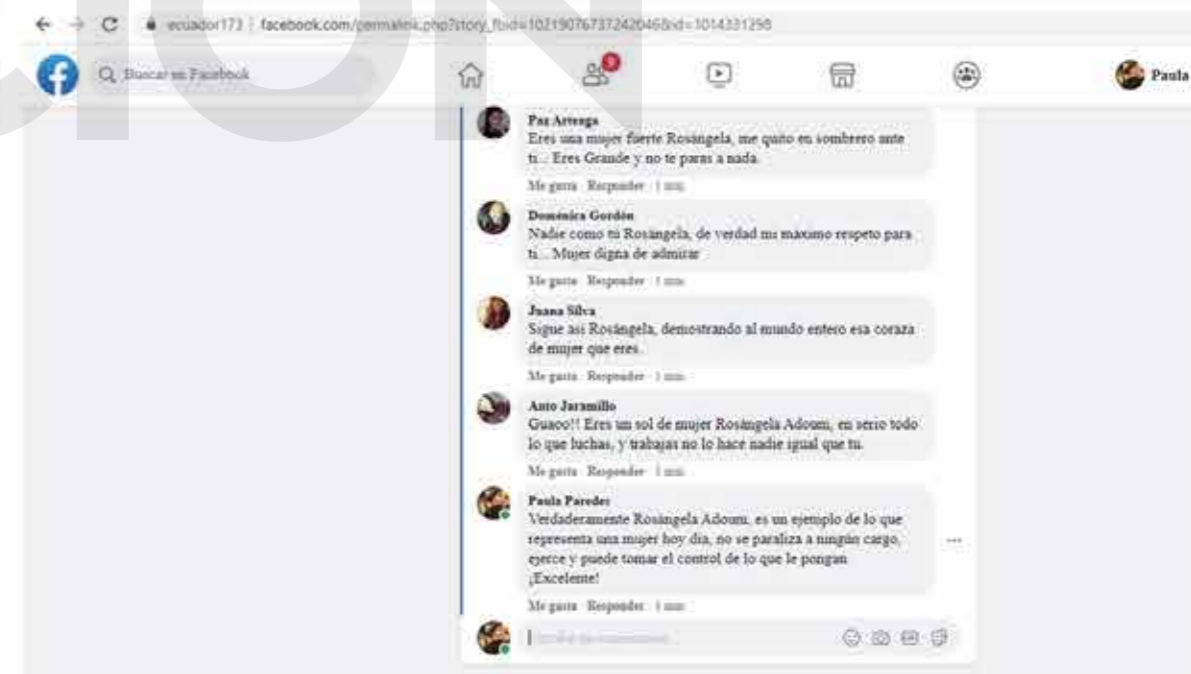 CION
ecuador173 | facebook.com/permalink.php?story_fbid=10219076737242046&id=1014331298
Buscar en Facebook
9
Paula
Paz Arteaga
Eres una mujer fuerte Rosángela, me quito en sombrero ante
ti... Eres Grande y no te paras a nada.
Me gusta Responder 1 min
Doménica Gordón
Nadie como tú Rosángela, de verdad mi máximo respeto para
ti... Mujer digna de admirar
Me gusta Responder 1 min
Juana Silva
Sigue así Rosángela, demostrando al mundo entero esa coraza
de mujer que eres.
Me gusta Responder 1 min
Anto Jaramillo
Guaoo!! Eres un sol de mujer Rosángela Adoum, en serio todo
lo que luchas, y trabajas no lo hace nadie igual que tu.
Me gusta Responder 1 min
Paula Paredes
Verdaderamente Rosángela Adoum, es un ejemplo de lo que
representa una mujer hoy día, no se paraliza a ningún cargo,
ejerce y puede tomar el control de lo que le pongan
¡Excelente!
Me gusta Responder 1 min
GIF